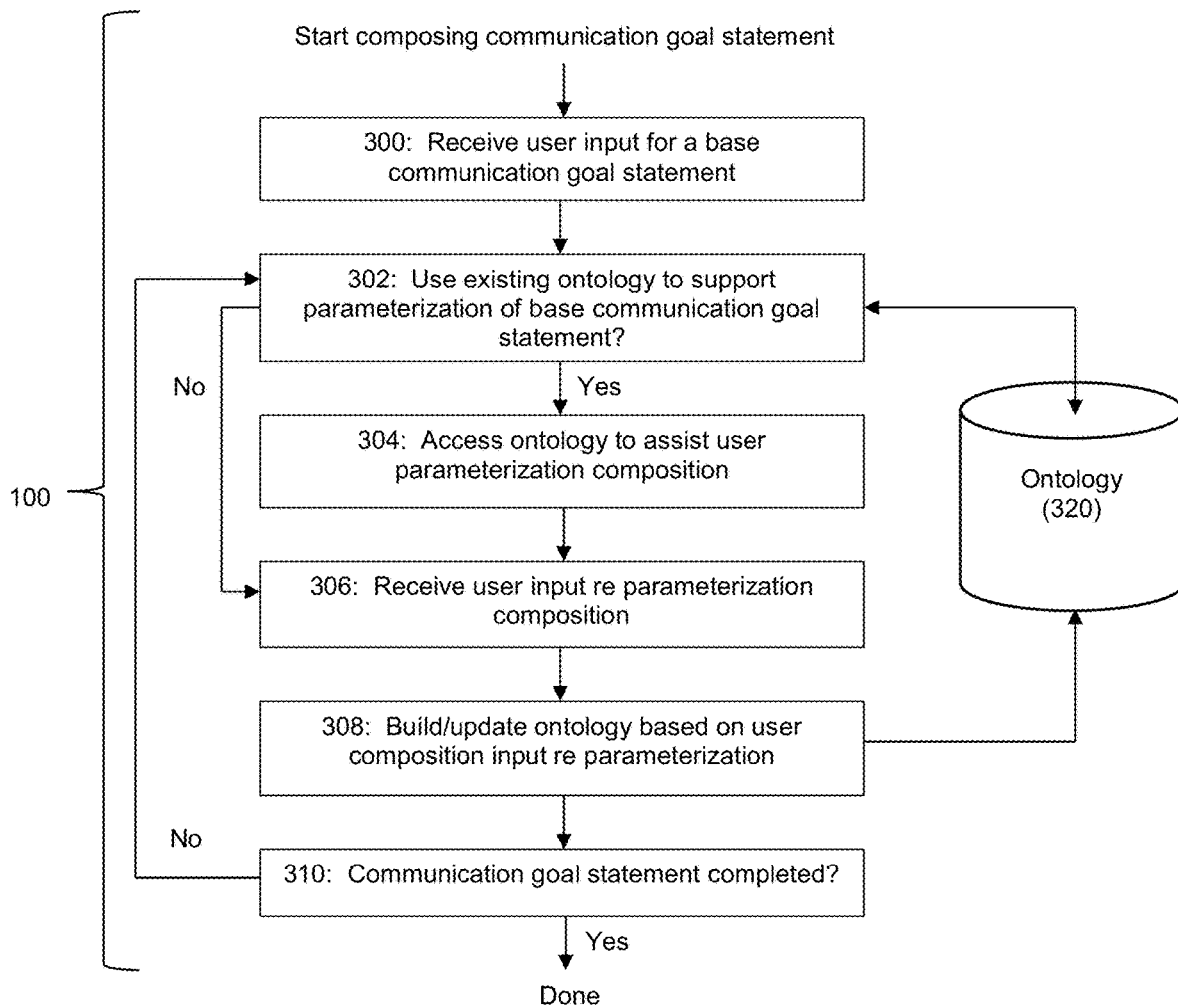 Start composing communication goal statement
300: Receive user input for a base
communication goal statement
302: Use existing ontology to support
parameterization of base communication goal
statement?
No
Yes
304: Access ontology to assist user
parameterization composition
100
Ontology
(320)
306: Receive user input re parameterization
composition
308: Build/update ontology based on user
composition input re parameterization
No
310: Communication goal statement completed?
Yes
Done